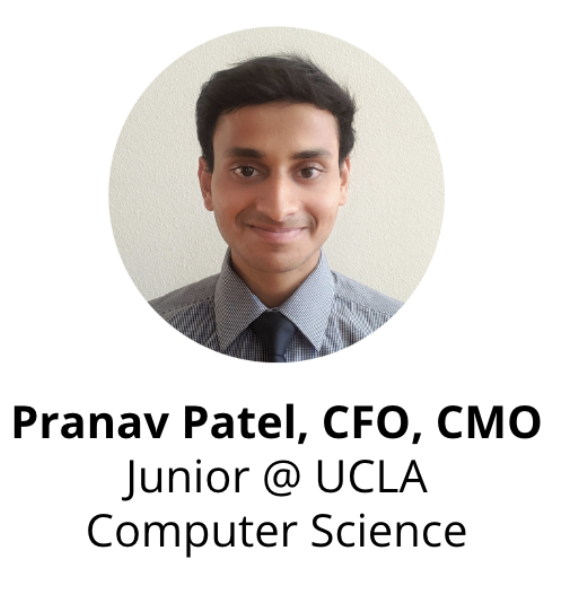 Pranav Patel, CFO, CMO
Junior @ UCLA
Computer Science